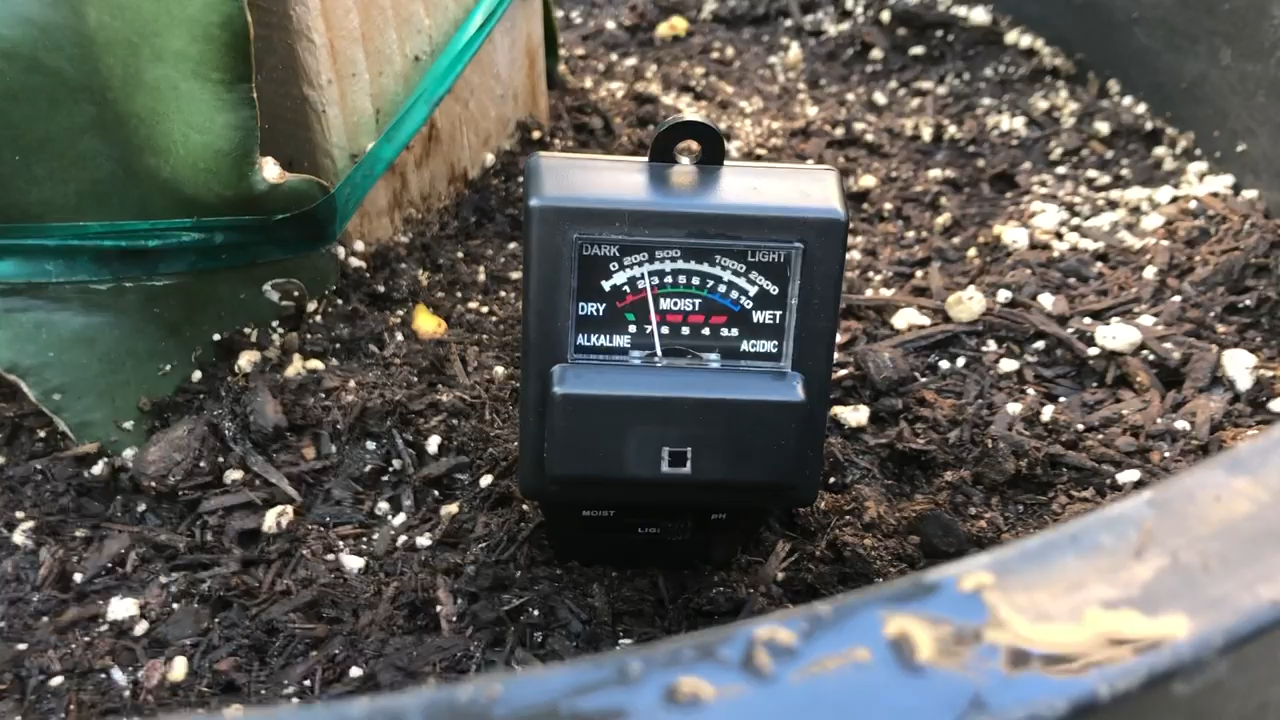 DARK LIGHT
0 200 500 1000 2000
1 2 3 4 5 6 7 8 9 10
DRY MOIST WET
8 7 6 5 4 3.5
ALKALINE ACIDIC
MOIST pH